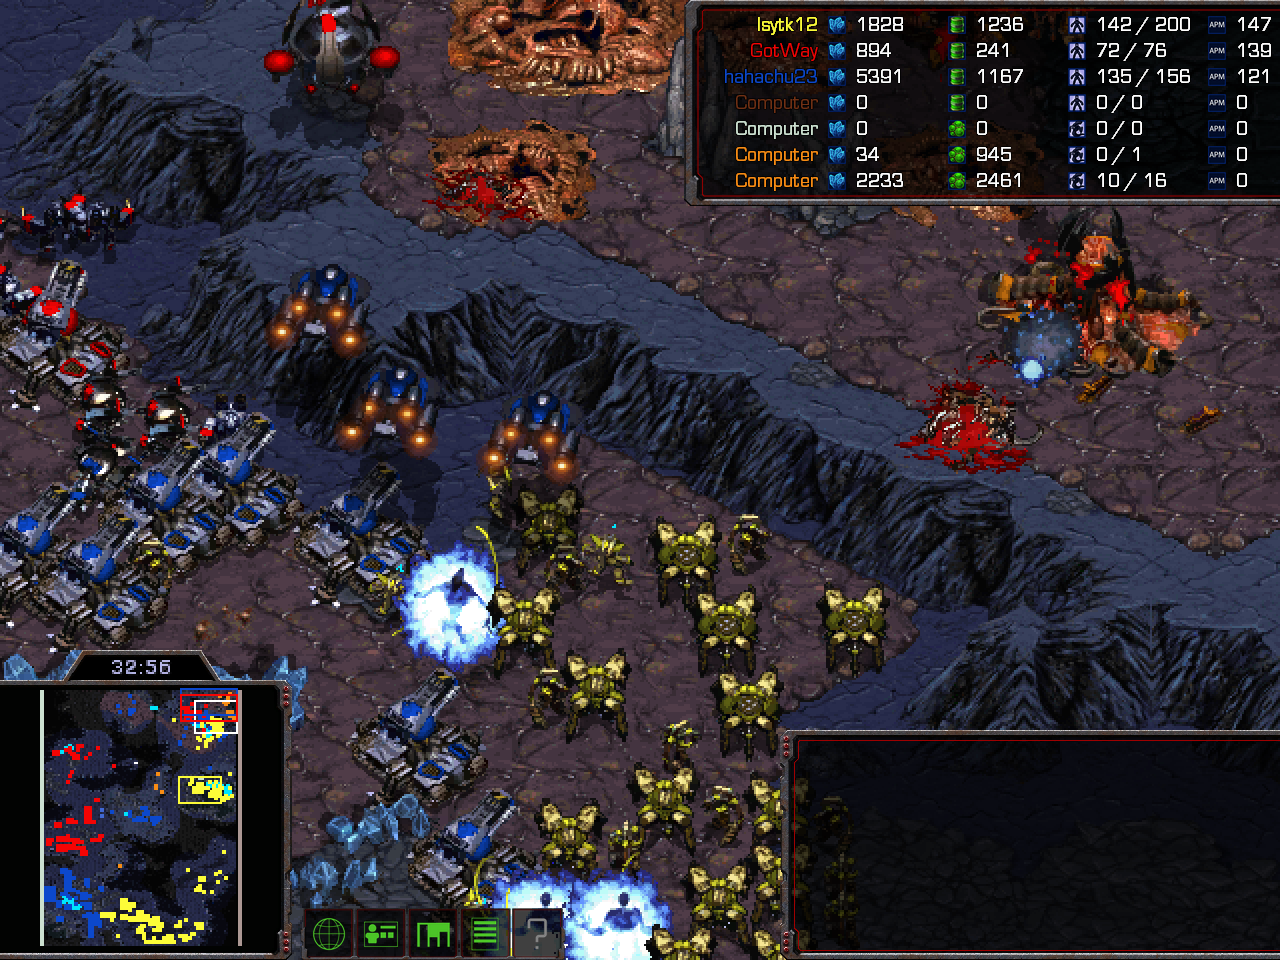 lsytk12 1828 1236 142 / 200 APM 147
GotWay 894 241 72 / 76 APM 139
hahachu23 5391 1167 135 / 156 APM 121
Computer 0 0 0 / 0 APM 0
Computer 0 0 0 / 0 APM 0
Computer 34 945 0 / 1 APM 0
Computer 2233 2461 10 / 16 APM 0
32:56
?